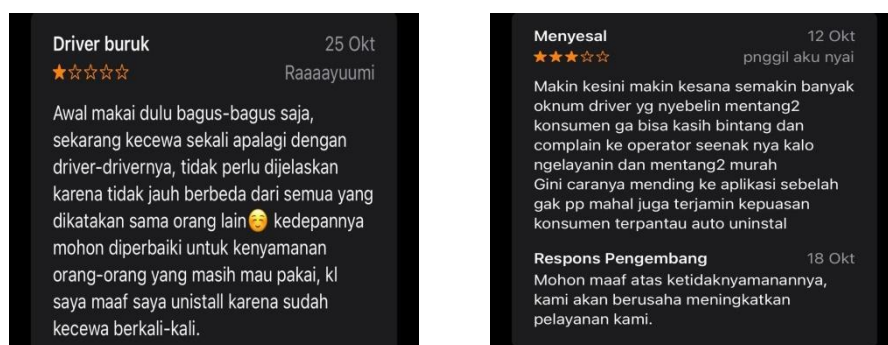 Driver buruk 25 Okt
★☆☆☆☆ Raaaayuumi
Awal makai dulu bagus-bagus saja,
sekarang kecewa sekali apalagi dengan
driver-drivernya, tidak perlu dijelaskan
karena tidak jauh berbeda dari semua yang
dikatakan sama orang lain☺️ kedepannya
mohon diperbaiki untuk kenyamanan
orang-orang yang masih mau pakai, kl
saya maaf saya unistall karena sudah
kecewa berkali-kali.
Menyesal 12 Okt
★★★☆☆ pnggil aku nyai
Makin kesini makin kesana semakin banyak
oknum driver yg nyebelin mentang2
konsumen ga bisa kasih bintang dan
complain ke operator seenak nya kalo
ngelayanin dan mentang2 murah
Gini caranya mending ke aplikasi sebelah
gak pp mahal juga terjamin kepuasan
konsumen terpantau auto uninstal
Respons Pengembang 18 Okt
Mohon maaf atas ketidaknyamanannya,
kami akan berusaha meningkatkan
pelayanan kami.